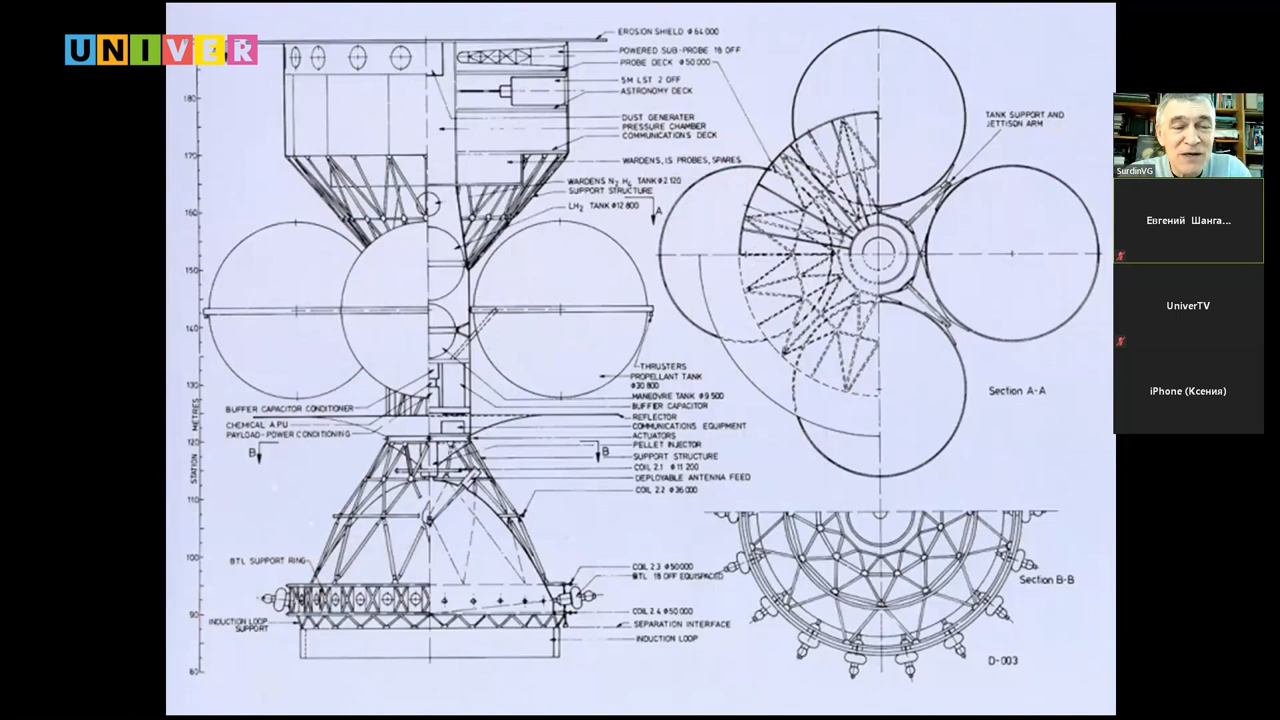 UNIVER
EROSION SHIELD ⌀ 64 000
POWERED SUB-PROBE 18 OFF
PROBE DECK ⌀ 50 000
5M LST 2 OFF
ASTRONOMY DECK
DUST GENERATER
PRESSURE CHAMBER
COMMUNICATIONS DECK
WARDENS, IS PROBES, SPARES
WARDENS N2 H4 TANK ⌀ 2 120
SUPPORT STRUCTURE
LH2 TANK ⌀ 12 800
A
THRUSTERS
PROPELLANT TANK
⌀ 30 800
MANEOVRE TANK ⌀ 9 500
BUFFER CAPACITOR
REFLECTOR
COMMUNICATIONS EQUIPMENT
ACTUATORS
PELLET INJECTOR
SUPPORT STRUCTURE
COIL 2.1 ⌀ 11 200
DEPLOYABLE ANTENNA FEED
COIL 2.2 ⌀ 36 000
COIL 2.3 ⌀ 50 000
BTL 18 OFF EQUISPACED
COIL 2.4 ⌀ 50 000
SEPARATION INTERFACE
INDUCTION LOOP
BUFFER CAPACITOR CONDITIONER
CHEMICAL A P U
PAYLOAD-POWER CONDITIONING
B
B
BTL SUPPORT RING
INDUCTION LOOP
SUPPORT
STATION METRES
180
170
160
150
140
130
120
110
100
90
80
TANK SUPPORT AND
JETTISON ARM
Section A-A
Section B-B
D-003
SurdinVG
Евгений Шанга...
UniverTV
iPhone (Ксения)